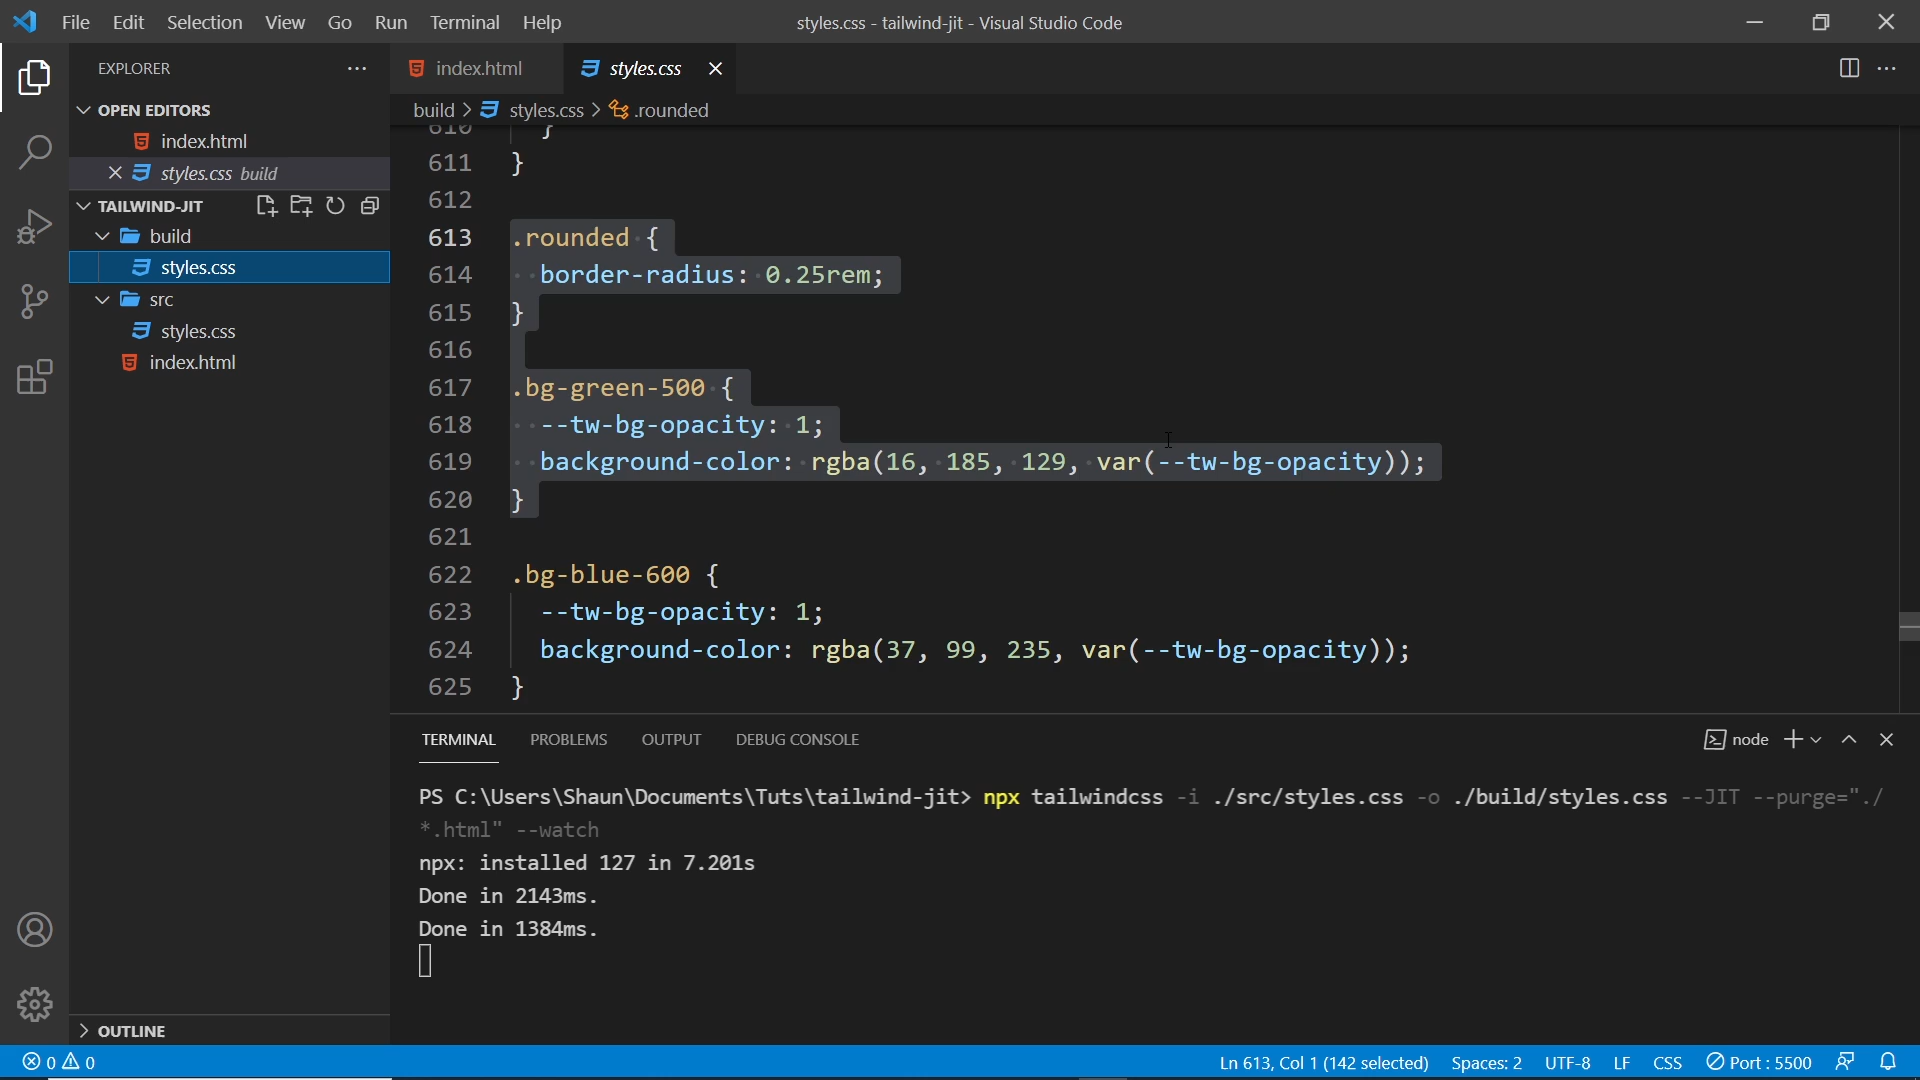 File Edit Selection View Go Run Terminal Help
styles.css - tailwind-jit - Visual Studio Code
EXPLORER
OPEN EDITORS
index.html
styles.css build
TAILWIND-JIT
build
styles.css
src
styles.css
index.html
OUTLINE
index.html styles.css
build > styles.css > .rounded
610 }
611 }
612
613 .rounded {
614 border-radius: 0.25rem;
615 }
616
617 .bg-green-500 {
618 --tw-bg-opacity: 1;
619 background-color: rgba(16, 185, 129, var(--tw-bg-opacity));
620 }
621
622 .bg-blue-600 {
623 --tw-bg-opacity: 1;
624 background-color: rgba(37, 99, 235, var(--tw-bg-opacity));
625 }
TERMINAL PROBLEMS OUTPUT DEBUG CONSOLE
node
PS C:\Users\Shaun\Documents\Tuts\tailwind-jit> npx tailwindcss -i ./src/styles.css -o ./build/styles.css --JIT --purge="./
*.html" --watch
npx: installed 127 in 7.201s
Done in 2143ms.
Done in 1384ms.
0 0
Ln 613, Col 1 (142 selected) Spaces: 2 UTF-8 LF CSS Port : 5500